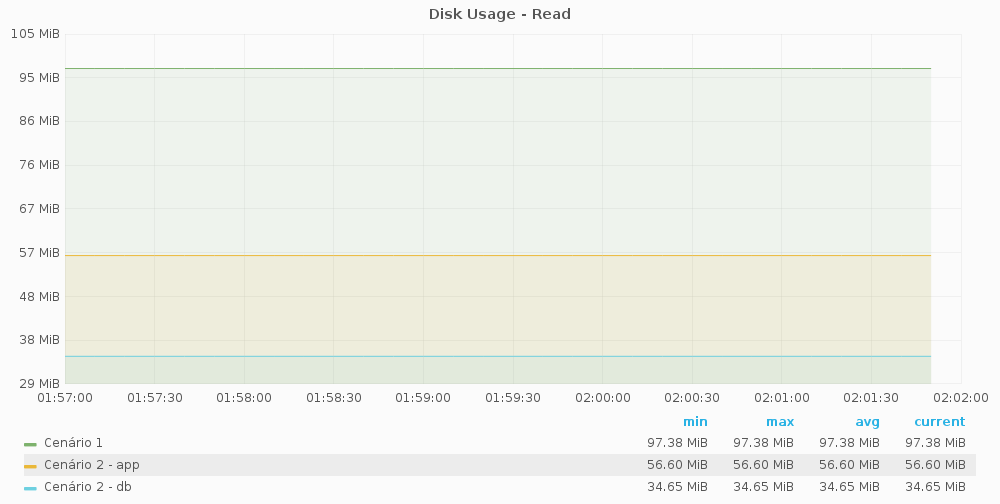 Disk Usage - Read
105 MiB
95 MiB
86 MiB
76 MiB
67 MiB
57 MiB
48 MiB
38 MiB
29 MiB
01:57:00 01:57:30 01:58:00 01:58:30 01:59:00 01:59:30 02:00:00 02:00:30 02:01:00 02:01:30 02:02:00
min max avg current
Cenário 1 97.38 MiB 97.38 MiB 97.38 MiB 97.38 MiB
Cenário 2 - app 56.60 MiB 56.60 MiB 56.60 MiB 56.60 MiB
Cenário 2 - db 34.65 MiB 34.65 MiB 34.65 MiB 34.65 MiB